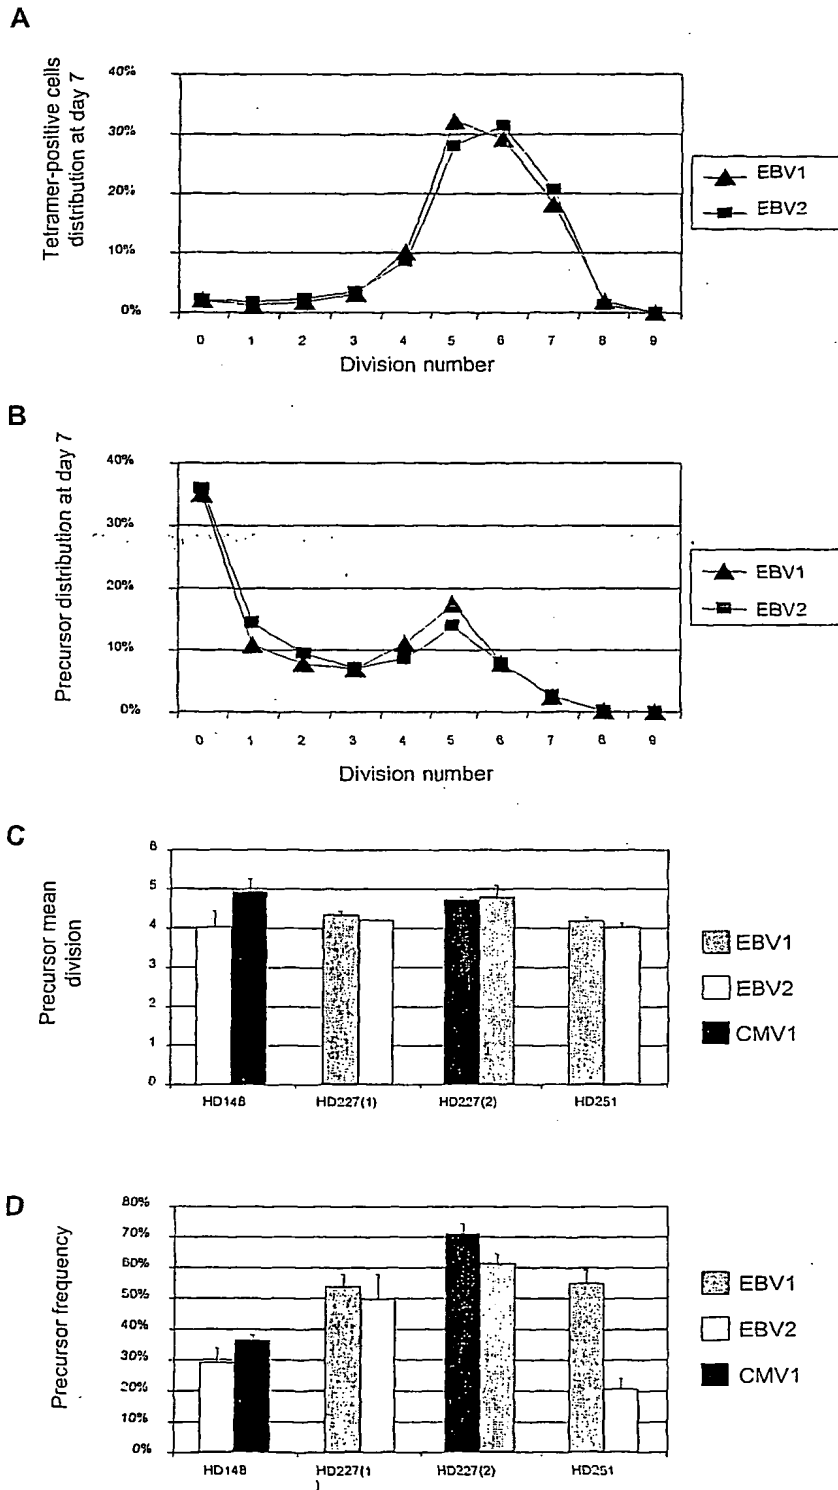 A
Tetramer-positive cells
distribution at day 7
40%
30%
20%
10%
0%
0 1 2 3 4 5 6 7 8 9
Division number
EBV1
EBV2
B
Precursor distribution at day 7
40%
30%
20%
10%
0%
0 1 2 3 4 5 6 7 8 9
Division number
EBV1
EBV2
C
Precursor mean
division
6
5
4
3
2
1
0
HD148 HD227(1) HD227(2) HD251
EBV1
EBV2
CMV1
D
Precursor frequency
80%
70%
60%
50%
40%
30%
20%
10%
0%
HD148 HD227(1 HD227(2) HD251
)
EBV1
EBV2
CMV1